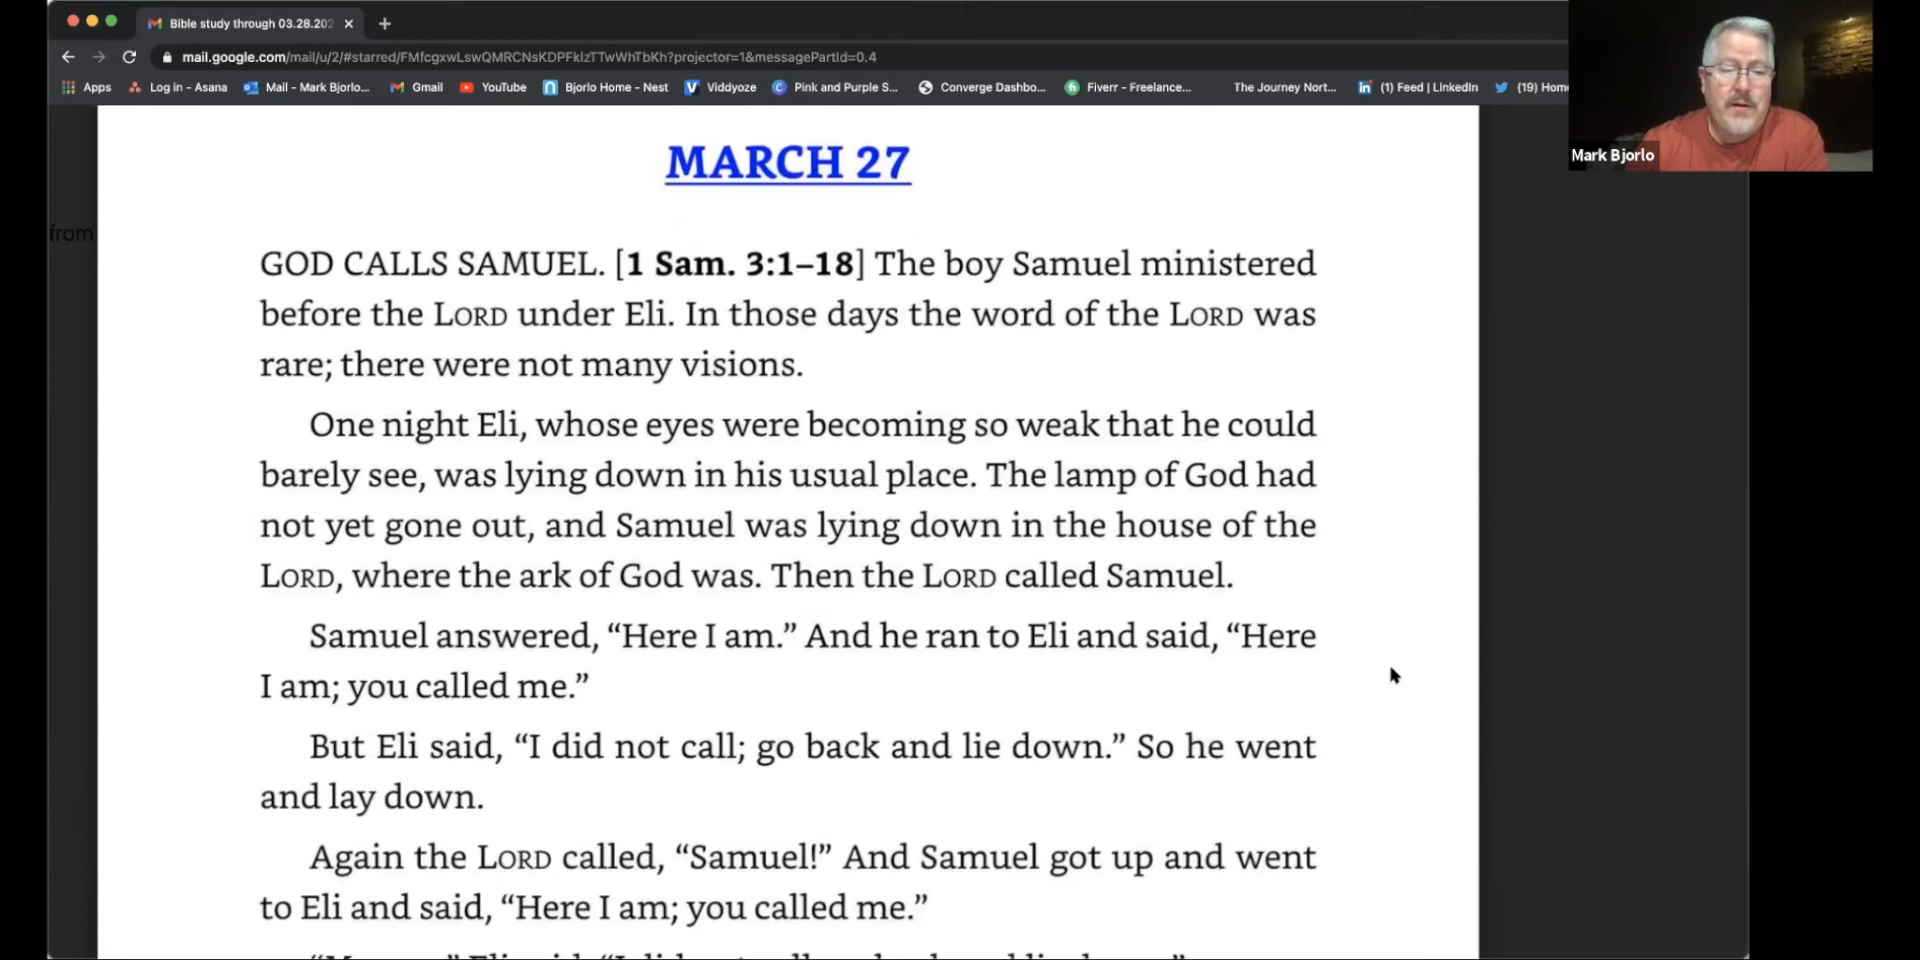 Bible study through 03.28.202
mail.google.com/mail/u/2/#starred/FMfcgxwLswQMRCNsKDPFklzTTwWhTbKh?projector=1&messagePartId=0.4
Apps Log in - Asana Mail - Mark Bjorlo... Gmail YouTube Bjorlo Home - Nest Viddyoze Pink and Purple S... Converge Dashbo... Fiverr - Freelance... The Journey Nort... (1) Feed | LinkedIn (19) Home
Mark Bjorlo
MARCH 27
from
GOD CALLS SAMUEL. [1 Sam. 3:1–18] The boy Samuel ministered
before the LORD under Eli. In those days the word of the LORD was
rare; there were not many visions.
One night Eli, whose eyes were becoming so weak that he could
barely see, was lying down in his usual place. The lamp of God had
not yet gone out, and Samuel was lying down in the house of the
LORD, where the ark of God was. Then the LORD called Samuel.
Samuel answered, “Here I am.” And he ran to Eli and said, “Here
I am; you called me.”
But Eli said, “I did not call; go back and lie down.” So he went
and lay down.
Again the LORD called, “Samuel!” And Samuel got up and went
to Eli and said, “Here I am; you called me.”